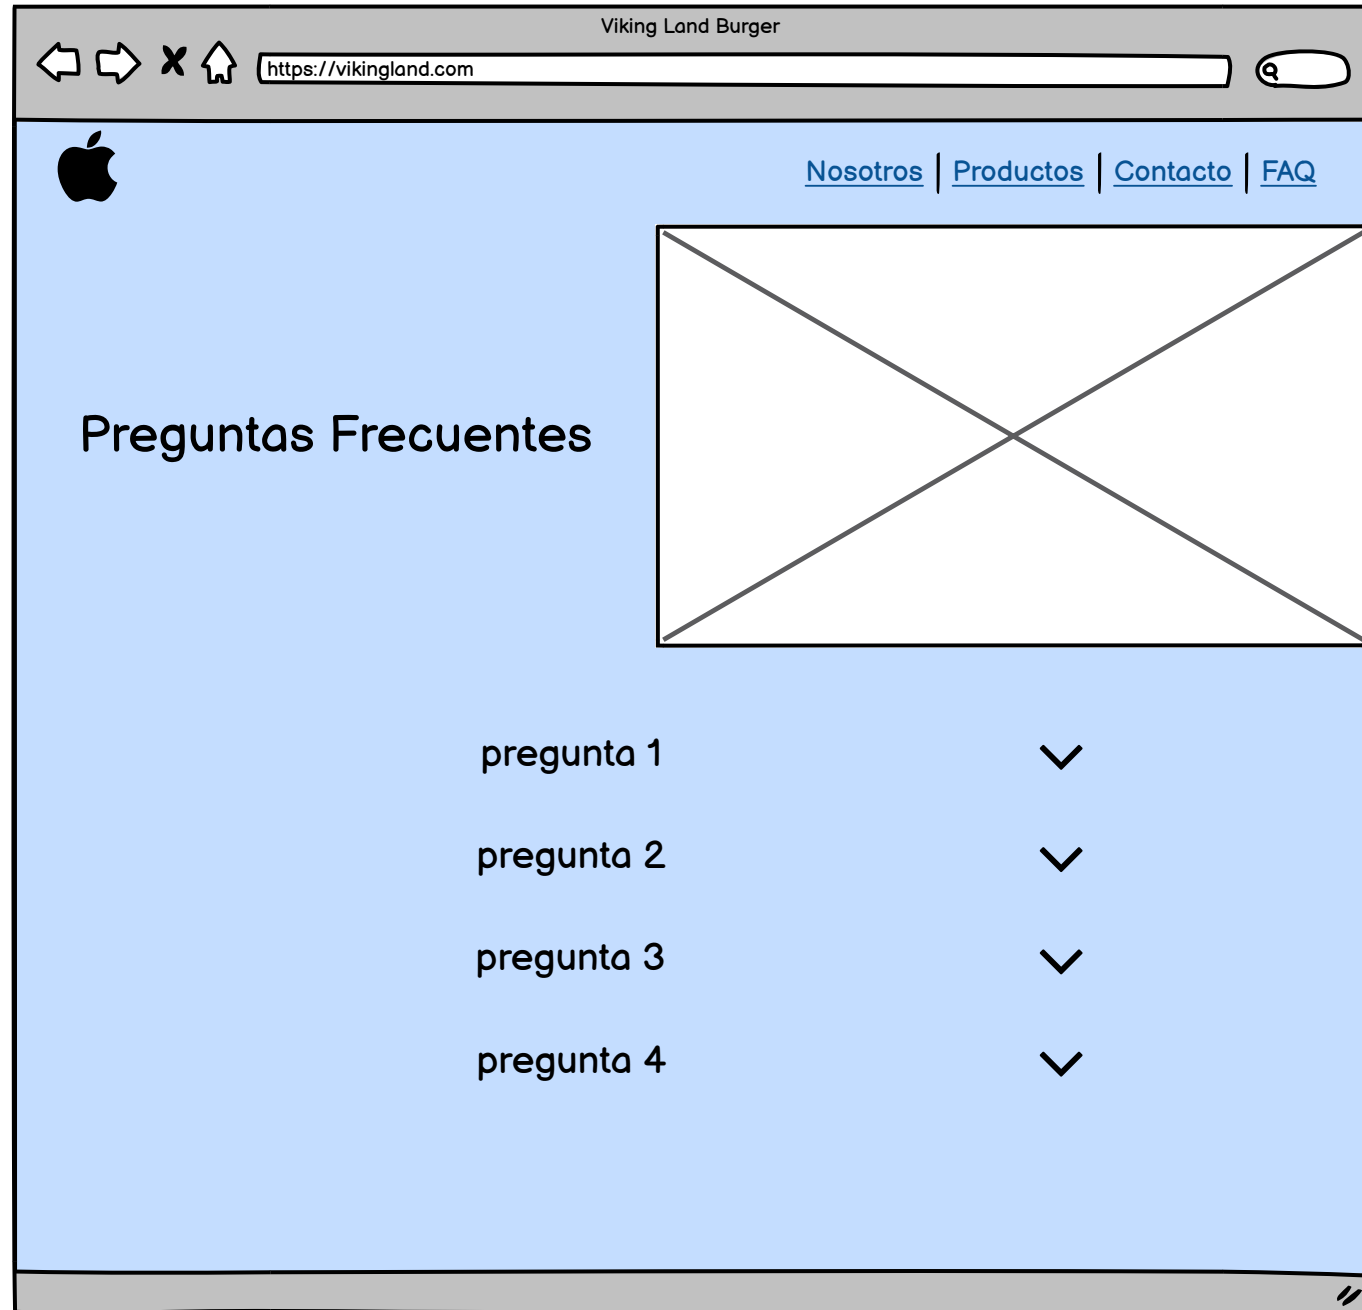 Viking Land Burger
https://vikingland.com
Nosotros | Productos | Contacto | FAQ
Preguntas Frecuentes
pregunta 1
pregunta 2
pregunta 3
pregunta 4